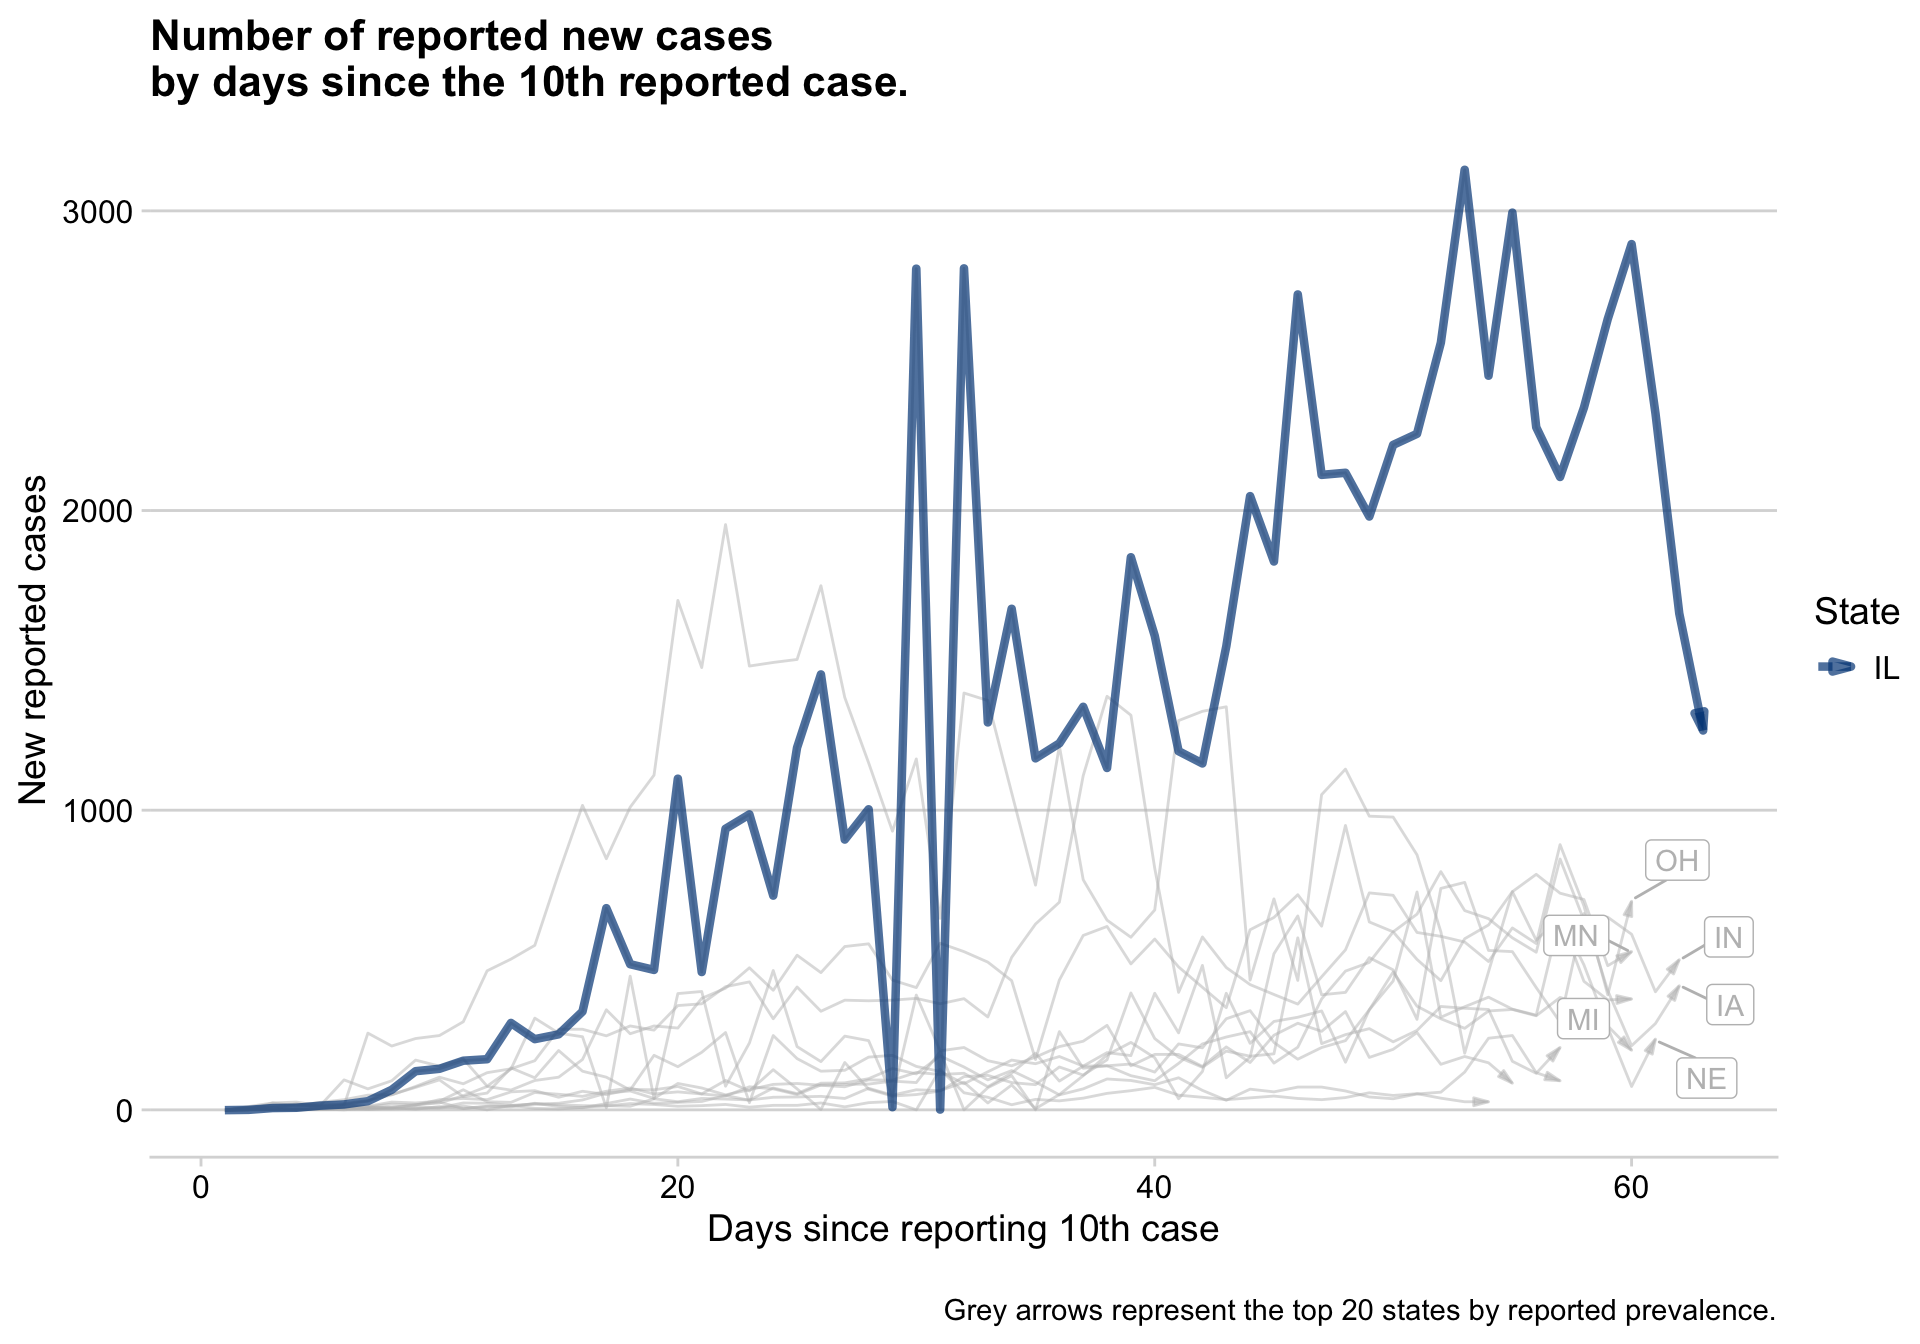 Number of reported new cases
by days since the 10th reported case.
New reported cases
3000
2000
1000
0
0 20 40 60
Days since reporting 10th case
OH
MN
IN
MI
IA
NE
State
IL
Grey arrows represent the top 20 states by reported prevalence.